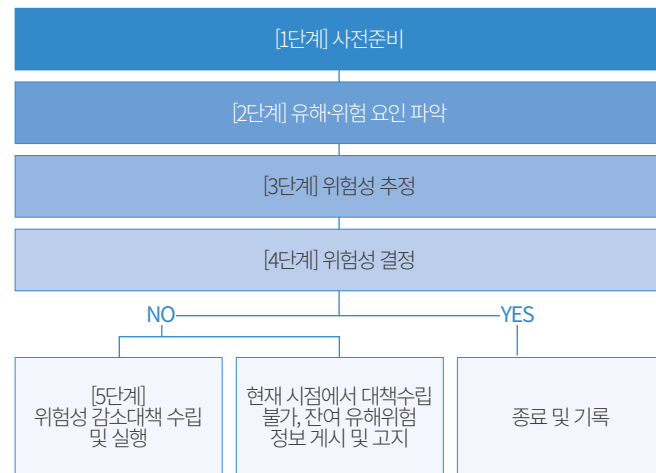 [1단계] 사전준비
[2단계] 유해·위험 요인 파악
[3단계] 위험성 추정
[4단계] 위험성 결정
NO
YES
[5단계]
위험성 감소대책 수립
및 실행
현재 시점에서 대책수립
불가, 잔여 유해위험
정보 게시 및 고지
종료 및 기록